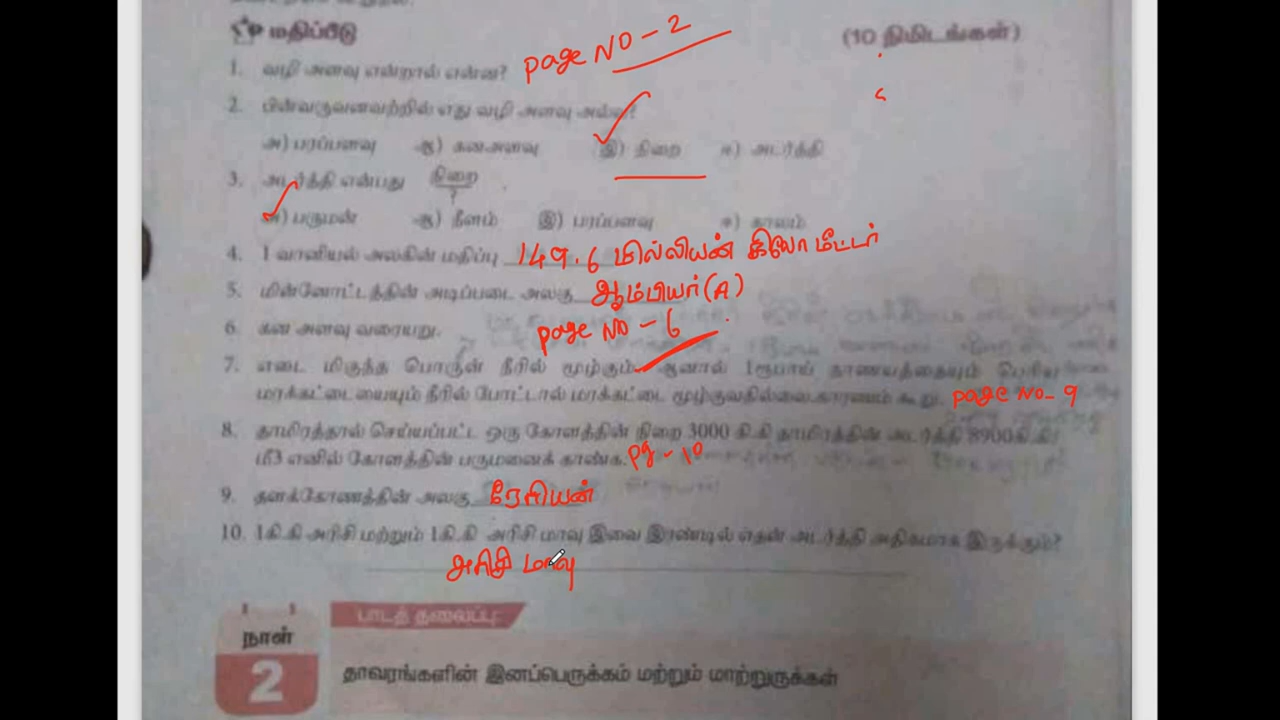 மதிப்பீடு page NO - 2 (10 நிமிடங்கள்)
1. வழி அளவு என்றால் என்ன?
2. பின்வருவனவற்றில் எது வழி அளவு அல்ல?
அ) பரப்பளவு ஆ) கனஅளவு இ) நிறை ஈ) அடர்த்தி
3. அடர்த்தி என்பது நிறை / ?
அ) பருமன் ஆ) நீளம் இ) பரப்பளவு ஈ) காலம்
4. 1 வானியல் அலகின் மதிப்பு 149.6 மில்லியன் கிலோ மீட்டர்
5. மின்னோட்டத்தின் அடிப்படை அலகு ஆம்பியர் (A)
6. கன அளவு வரையறு. page NO - 6
7. எடை மிகுந்த பொருள் நீரில் மூழ்கும். ஆனால் 1ரூபாய் நாணயத்தையும் பெரிய
மரக்கட்டையையும் நீரில் போட்டால் மரக்கட்டை மூழ்குவதில்லை.காரணம் கூறு. page NO - 9
8. தாமிரத்தால் செய்யப்பட்ட ஒரு கோளத்தின் நிறை 3000 கி.கி தாமிரத்தின் அடர்த்தி 8900கி.கி/
மீ3 எனில் கோளத்தின் பருமனைக் காண்க. pg - 10
9. தளக்கோணத்தின் அலகு ரேடியன்
10. 1கி.கி அரிசி மற்றும் 1கி.கி அரிசி மாவு இவை இரண்டில் எதன் அடர்த்தி அதிகமாக இருக்கும்?
அரிசி மாவு
பாடத் தலைப்பு:
நாள்
2
தாவரங்களின் இனப்பெருக்கம் மற்றும் மாற்றுருக்கள்